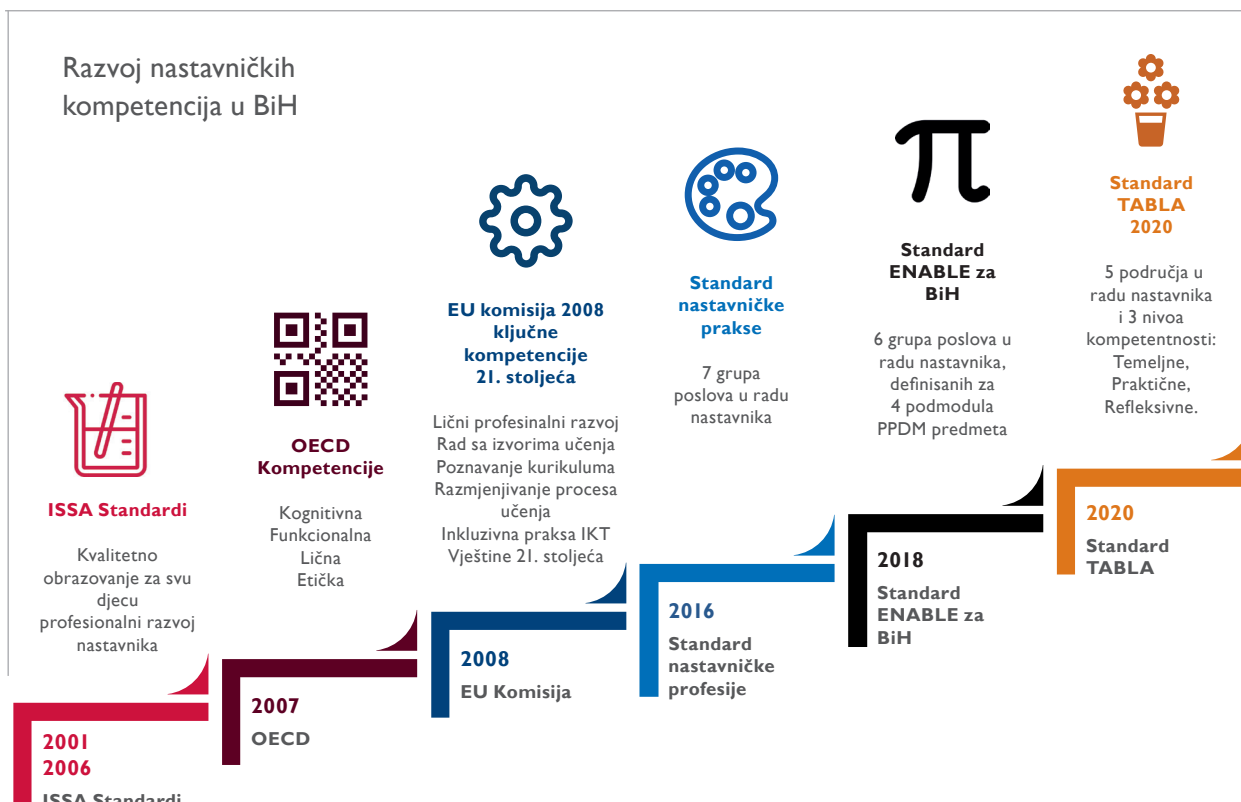 Razvoj nastavničkih
kompetencija u BiH
ISSA Standardi
Kvalitetno
obrazovanje za svu
djecu
profesionalni razvoj
nastavnika
2001
2006
ISSA Standardi
OECD
Kompetencije
Kognitivna
Funkcionalna
Lična
Etička
2007
OECD
EU komisija 2008
ključne
kompetencije
21. stoljeća
Lični profesinalni razvoj
Rad sa izvorima učenja
Poznavanje kurikuluma
Razmjenjivanje procesa
učenja
Inkluzivna praksa IKT
Vještine 21. stoljeća
2008
EU Komisija
Standard
nastavničke
prakse
7 grupa
poslova u radu
nastavnika
2016
Standard
nastavničke
profesije
Standard
ENABLE za
BiH
6 grupa poslova u
radu nastavnika,
definisanih za
4 podmodula
PPDM predmeta
2018
Standard
ENABLE za
BiH
Standard
TABLA
2020
5 područja u
radu nastavnika
i 3 nivoa
kompetentnosti:
Temeljne,
Praktične,
Refleksivne.
2020
Standard
TABLA